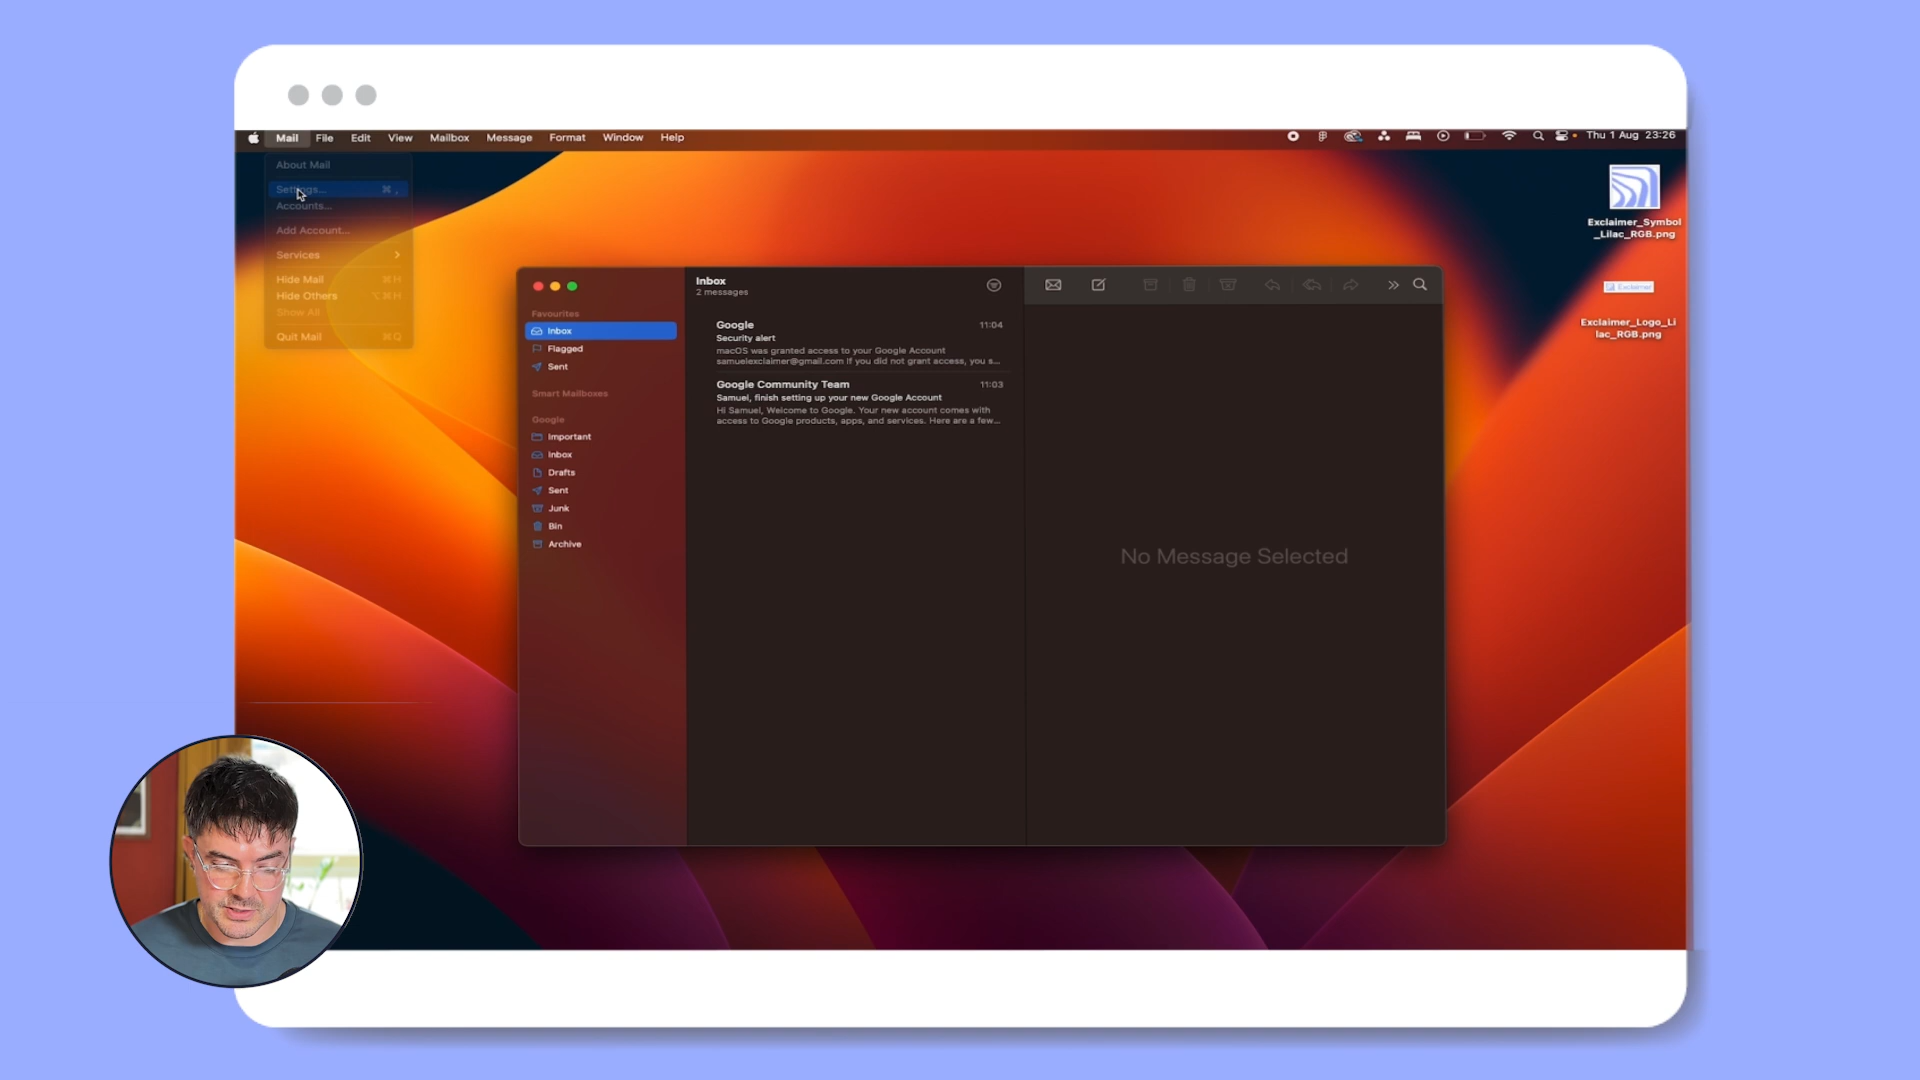 Mail File Edit View Mailbox Message Format Window Help
Thu 1 Aug 23:26
About Mail
Settings... ⌘ ,
Accounts...
Add Account...
Services
Hide Mail ⌘H
Hide Others ⌥⌘H
Show All
Quit Mail ⌘Q
Exclaimer_Symbol
_Lilac_RGB.png
Exclaimer
Exclaimer_Logo_Li
lac_RGB.png
Favourites
Inbox
Flagged
Sent
Smart Mailboxes
Google
Important
Inbox
Drafts
Sent
Junk
Bin
Archive
Inbox
2 messages
Google 11:04
Security alert
macOS was granted access to your Google Account
samuelexclaimer@gmail.com If you did not grant access, you s...
Google Community Team 11:03
Samuel, finish setting up your new Google Account
Hi Samuel, Welcome to Google. Your new account comes with
access to Google products, apps, and services. Here are a few...
No Message Selected